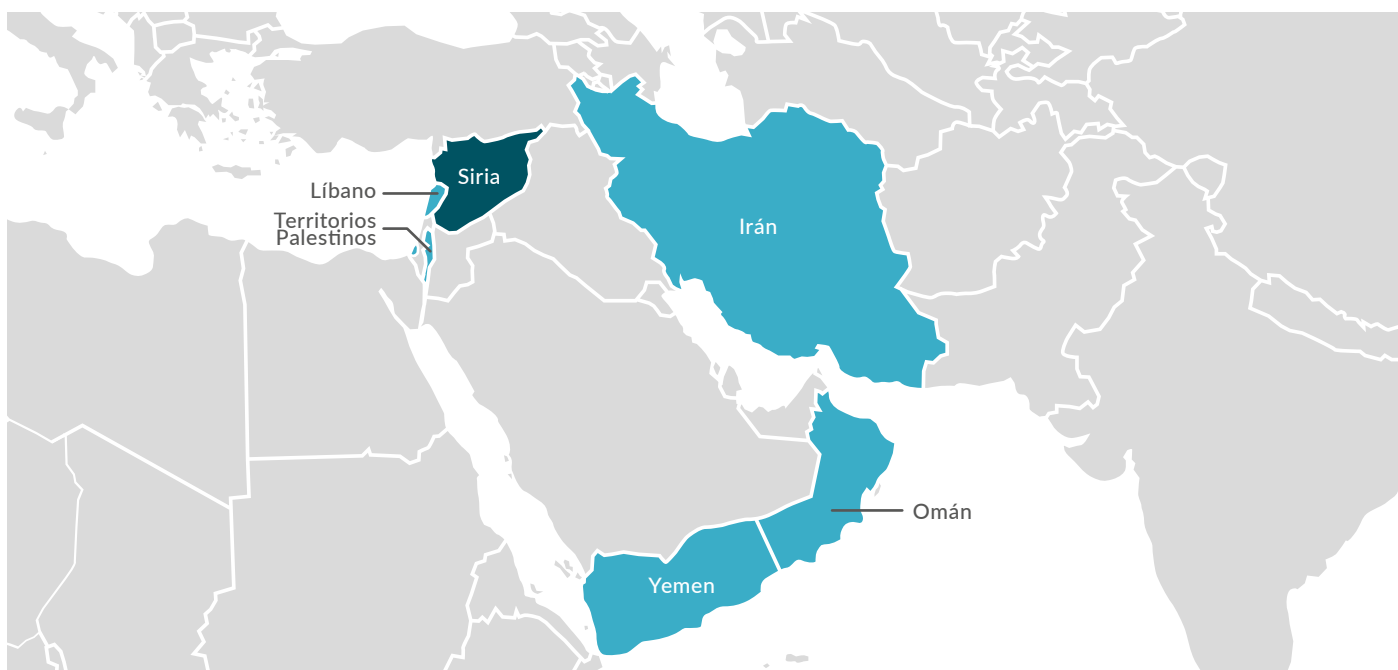 Siria
Líbano
Territorios
Palestinos
Irán
Omán
Yemen